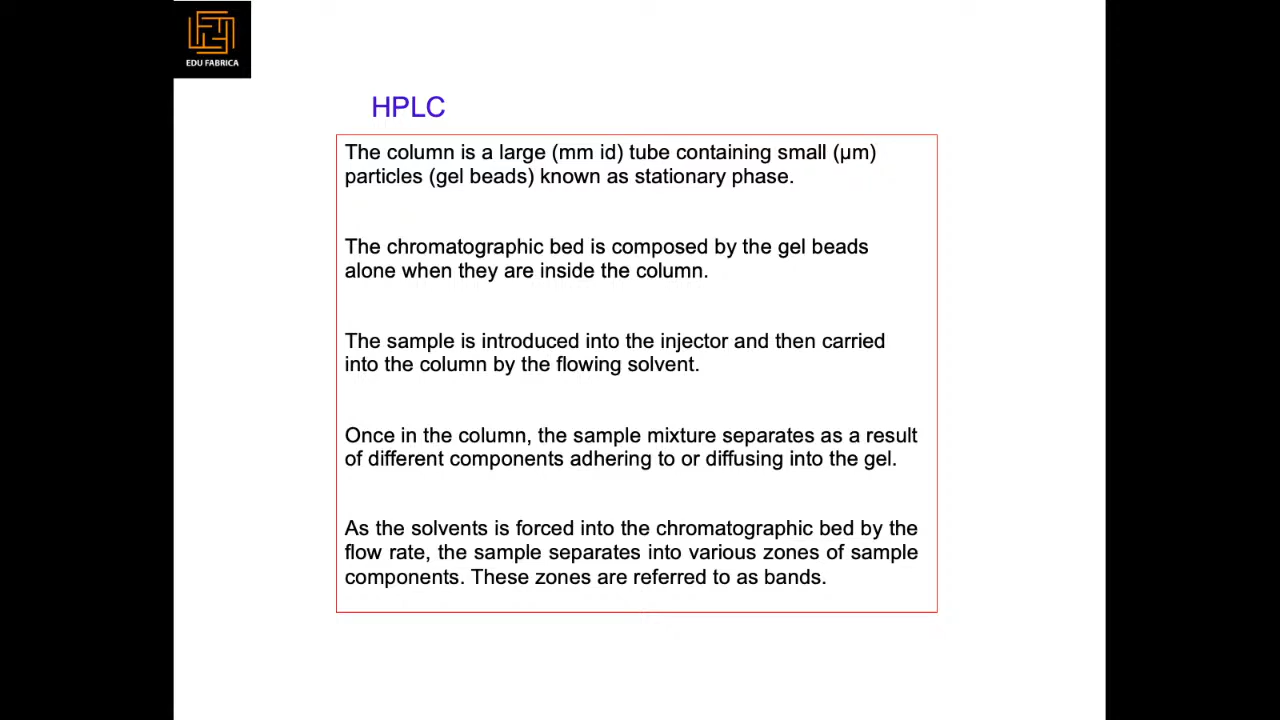 EDU FABRICA
HPLC
The column is a large (mm id) tube containing small (µm)
particles (gel beads) known as stationary phase.
The chromatographic bed is composed by the gel beads
alone when they are inside the column.
The sample is introduced into the injector and then carried
into the column by the flowing solvent.
Once in the column, the sample mixture separates as a result
of different components adhering to or diffusing into the gel.
As the solvents is forced into the chromatographic bed by the
flow rate, the sample separates into various zones of sample
components. These zones are referred to as bands.